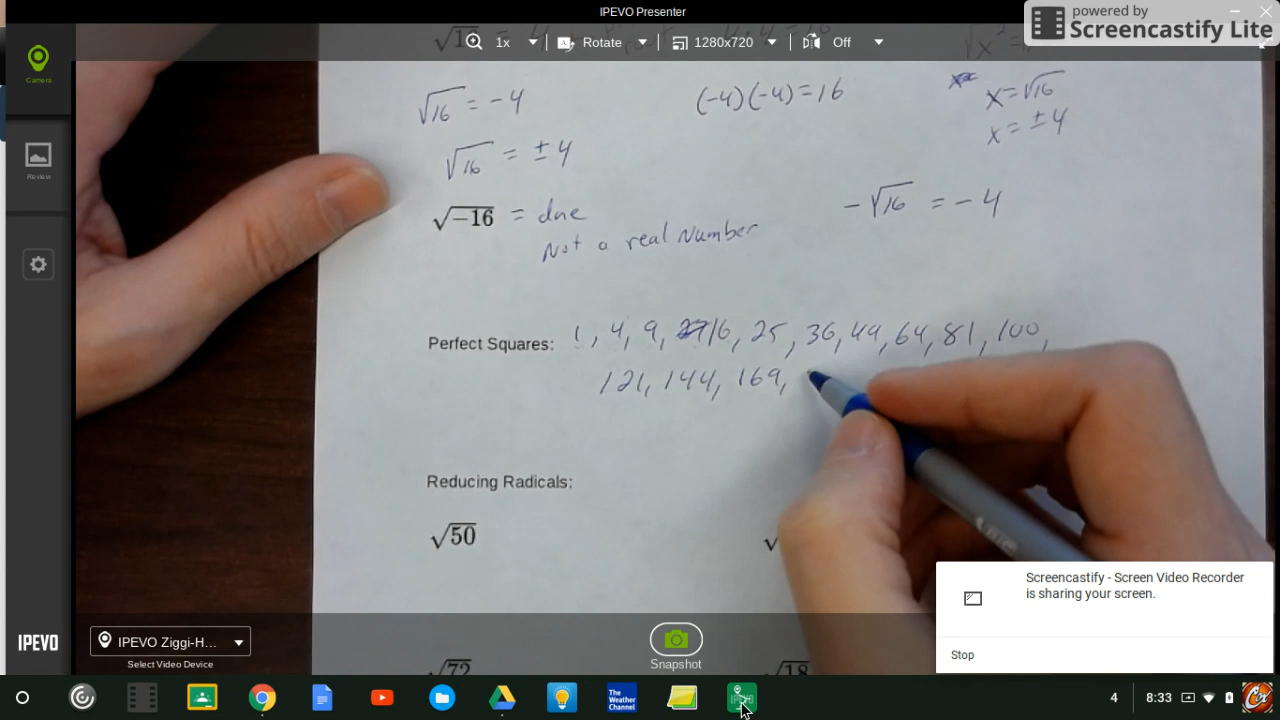 IPEVO Presenter
powered by
Screencastify Lite
Camera
1x
Rotate
1280x720
Off
√16 = -4
(-4)(-4)=16
x=√16
x= ±4
√16 = ±4
√-16 = dne
Not a real Number
-√16 = -4
Review
Perfect Squares: 1, 4, 9, 16, 25, 36, 49, 64, 81, 100,
121, 144, 169,
Reducing Radicals:
√50
√72
√18
Screencastify - Screen Video Recorder
is sharing your screen.
Stop
IPEVO
IPEVO Ziggi-H...
Select Video Device
Snapshot
The
Weather
Channel
IPEVO
4
8:33